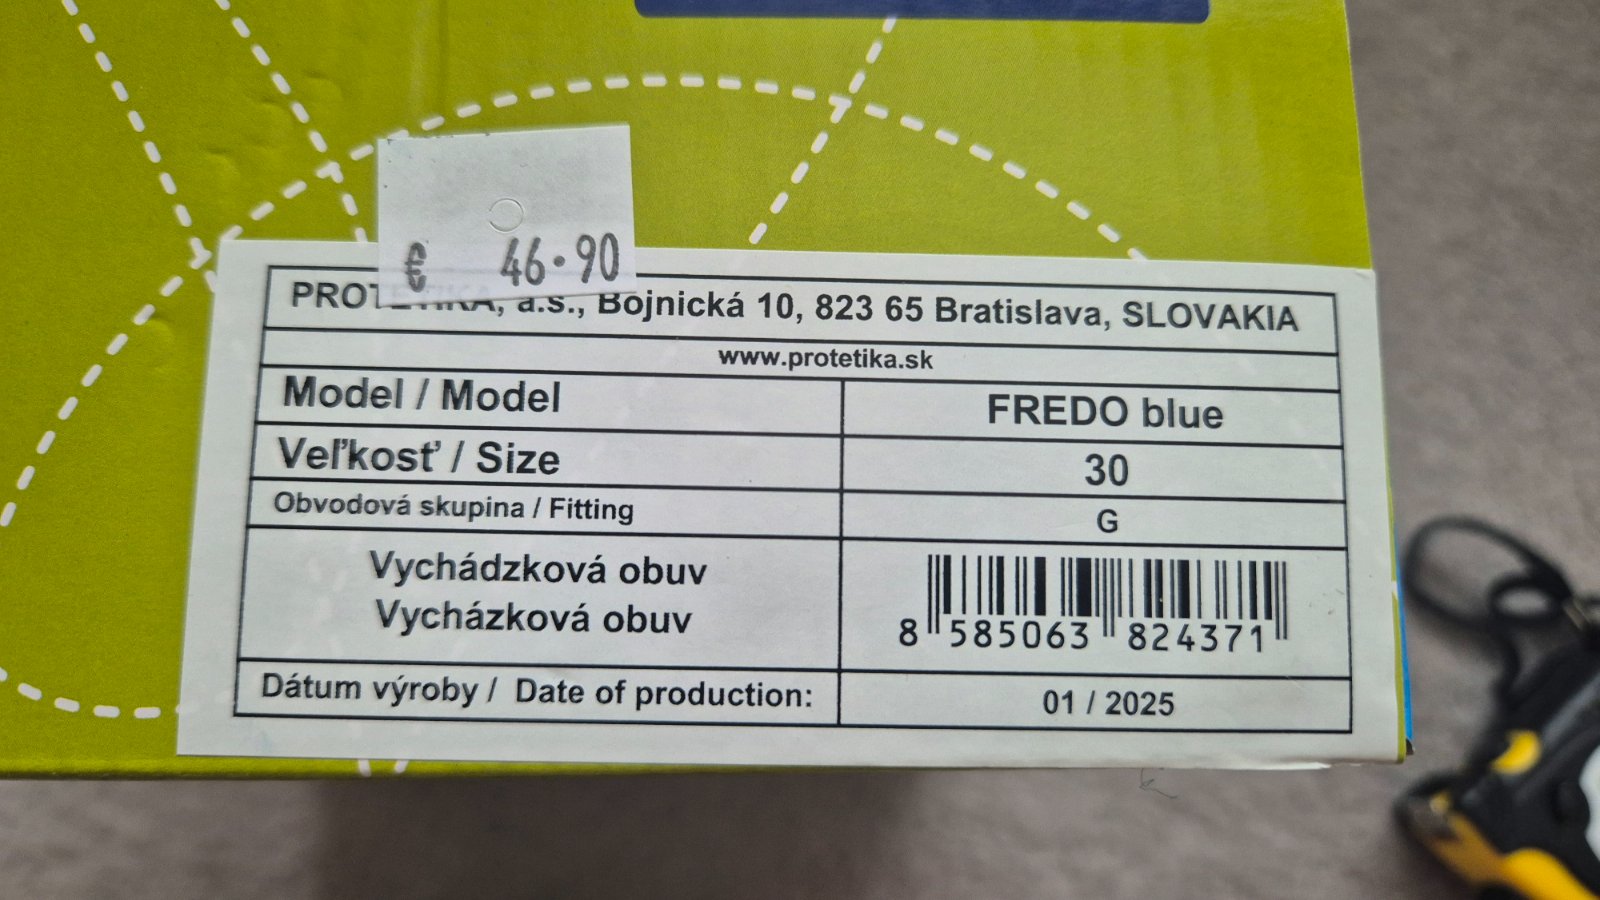 € 46.90
PROTETIKA, a.s., Bojnická 10, 823 65 Bratislava, SLOVAKIA
www.protetika.sk
Model / Model FREDO blue
Veľkosť / Size 30
Obvodová skupina / Fitting G
Vychádzková obuv
Vycházková obuv
8 585063 824371
Dátum výroby / Date of production: 01 / 2025